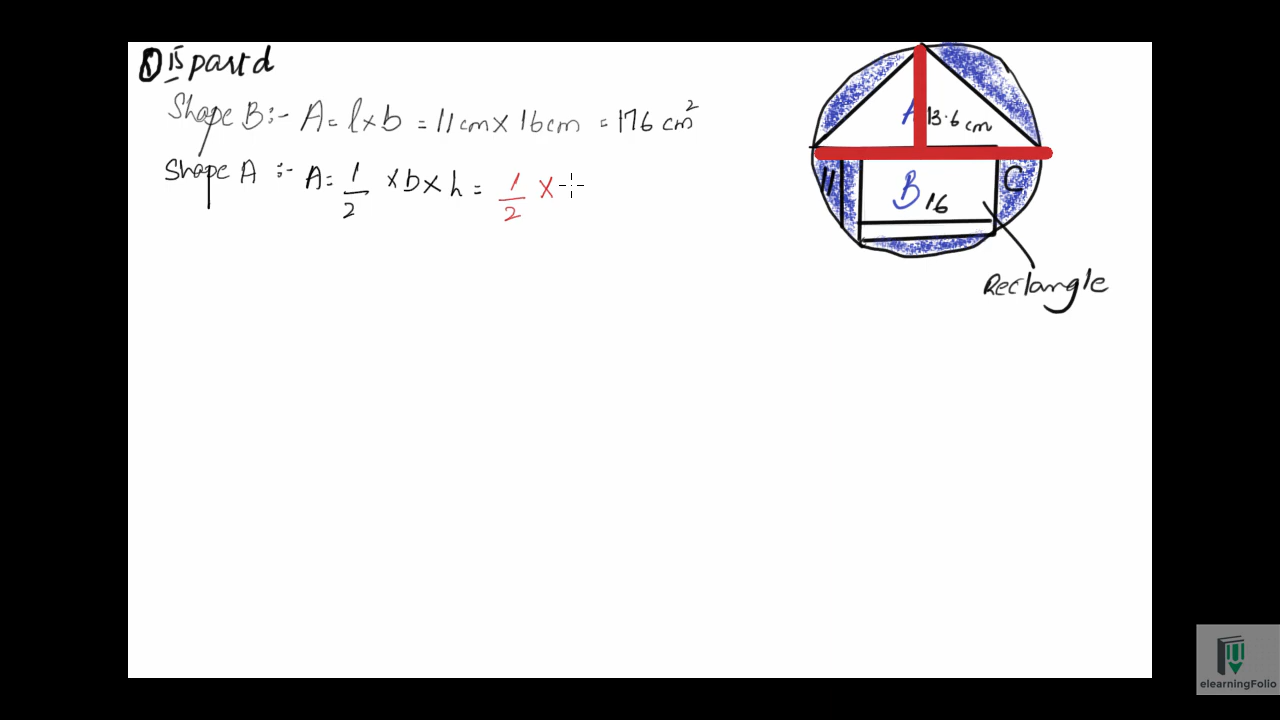 Q 15 part d
Shape B :- A = l × b = 11 cm × 16 cm = 176 cm²
Shape A :- A = 1/2 × b × h = 1/2 ×
A 13.6 cm
11 B 16 C
Rectangle
elearningFolio